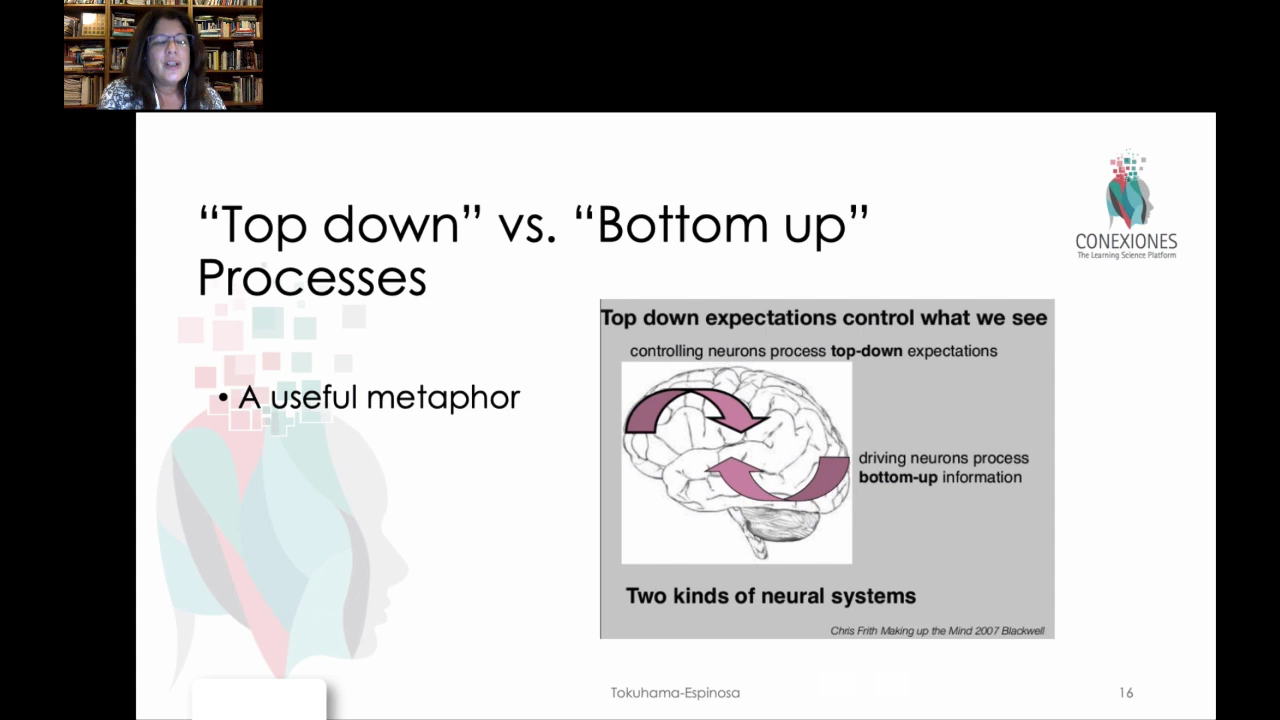 “Top down” vs. “Bottom up”
Processes
CONEXIONES
The Learning Science Platform
• A useful metaphor
Top down expectations control what we see
controlling neurons process top-down expectations
driving neurons process
bottom-up information
Two kinds of neural systems
Chris Frith Making up the Mind 2007 Blackwell
Tokuhama-Espinosa
16